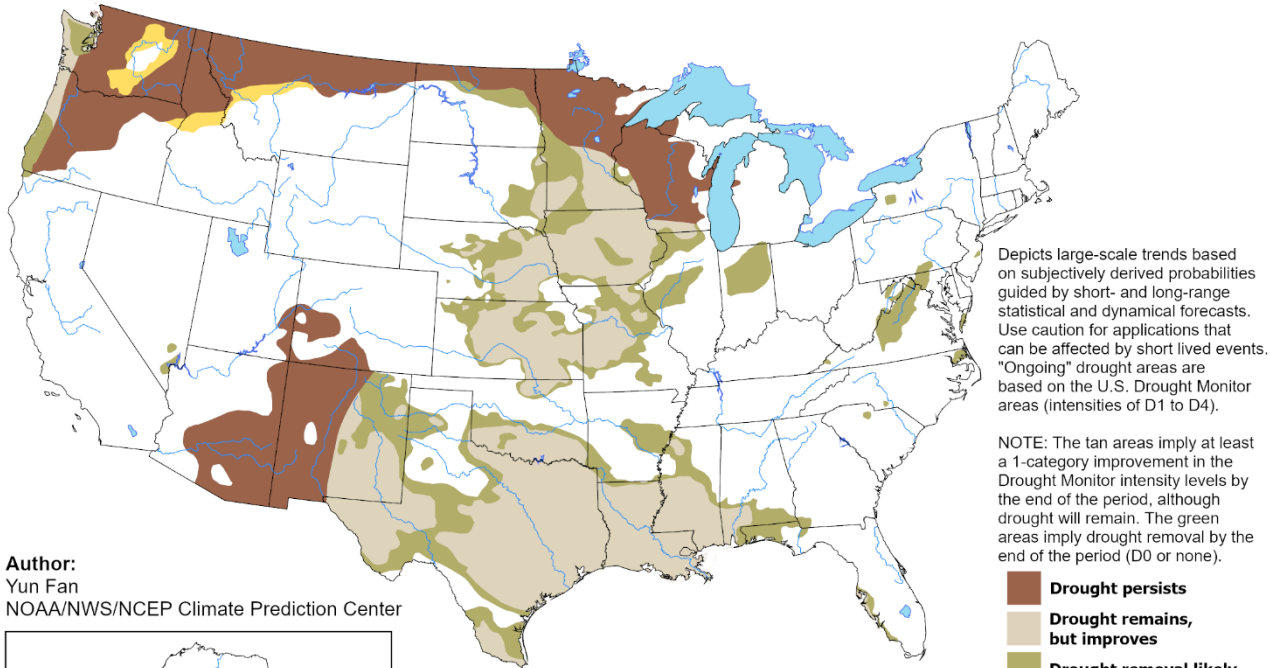 Depicts large-scale trends based
on subjectively derived probabilities
guided by short- and long-range
statistical and dynamical forecasts.
Use caution for applications that
can be affected by short lived events.
"Ongoing" drought areas are
based on the U.S. Drought Monitor
areas (intensities of D1 to D4).
NOTE: The tan areas imply at least
a 1-category improvement in the
Drought Monitor intensity levels by
the end of the period, although
drought will remain. The green
areas imply drought removal by the
end of the period (D0 or none).
Author:
Yun Fan
NOAA/NWS/NCEP Climate Prediction Center
Drought persists
Drought remains,
but improves
Drought removal likely